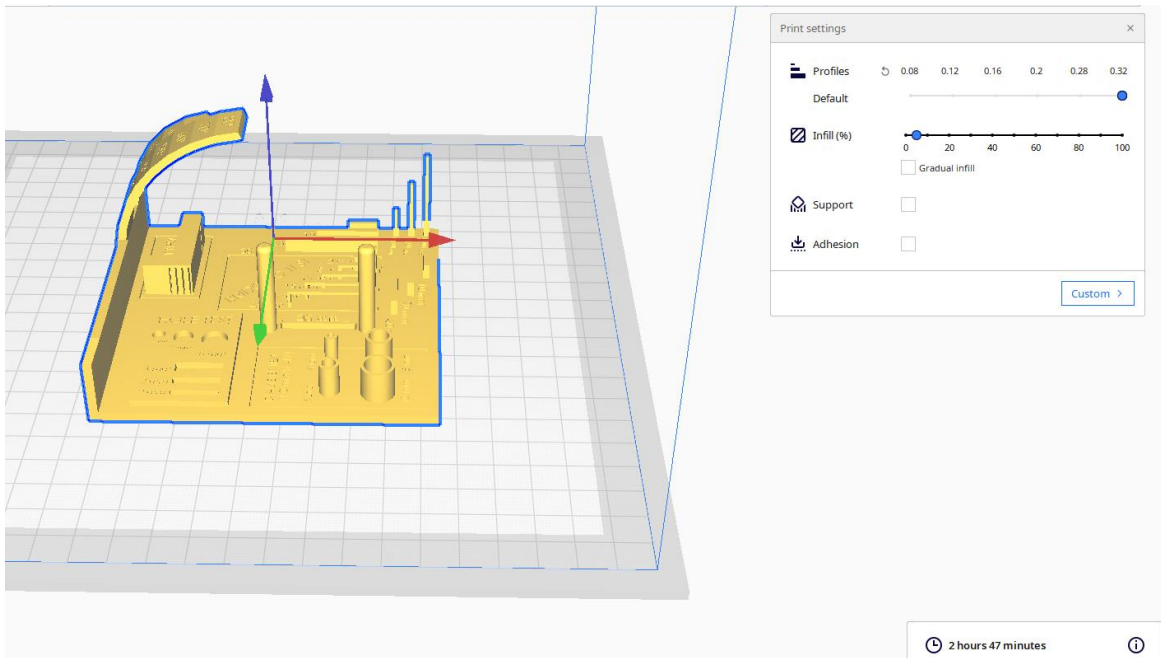 Print settings
Profiles 0.08 0.12 0.16 0.2 0.28 0.32
Default
Infill (%)
0 20 40 60 80 100
Gradual infill
Support
Adhesion
Custom >
2 hours 47 minutes